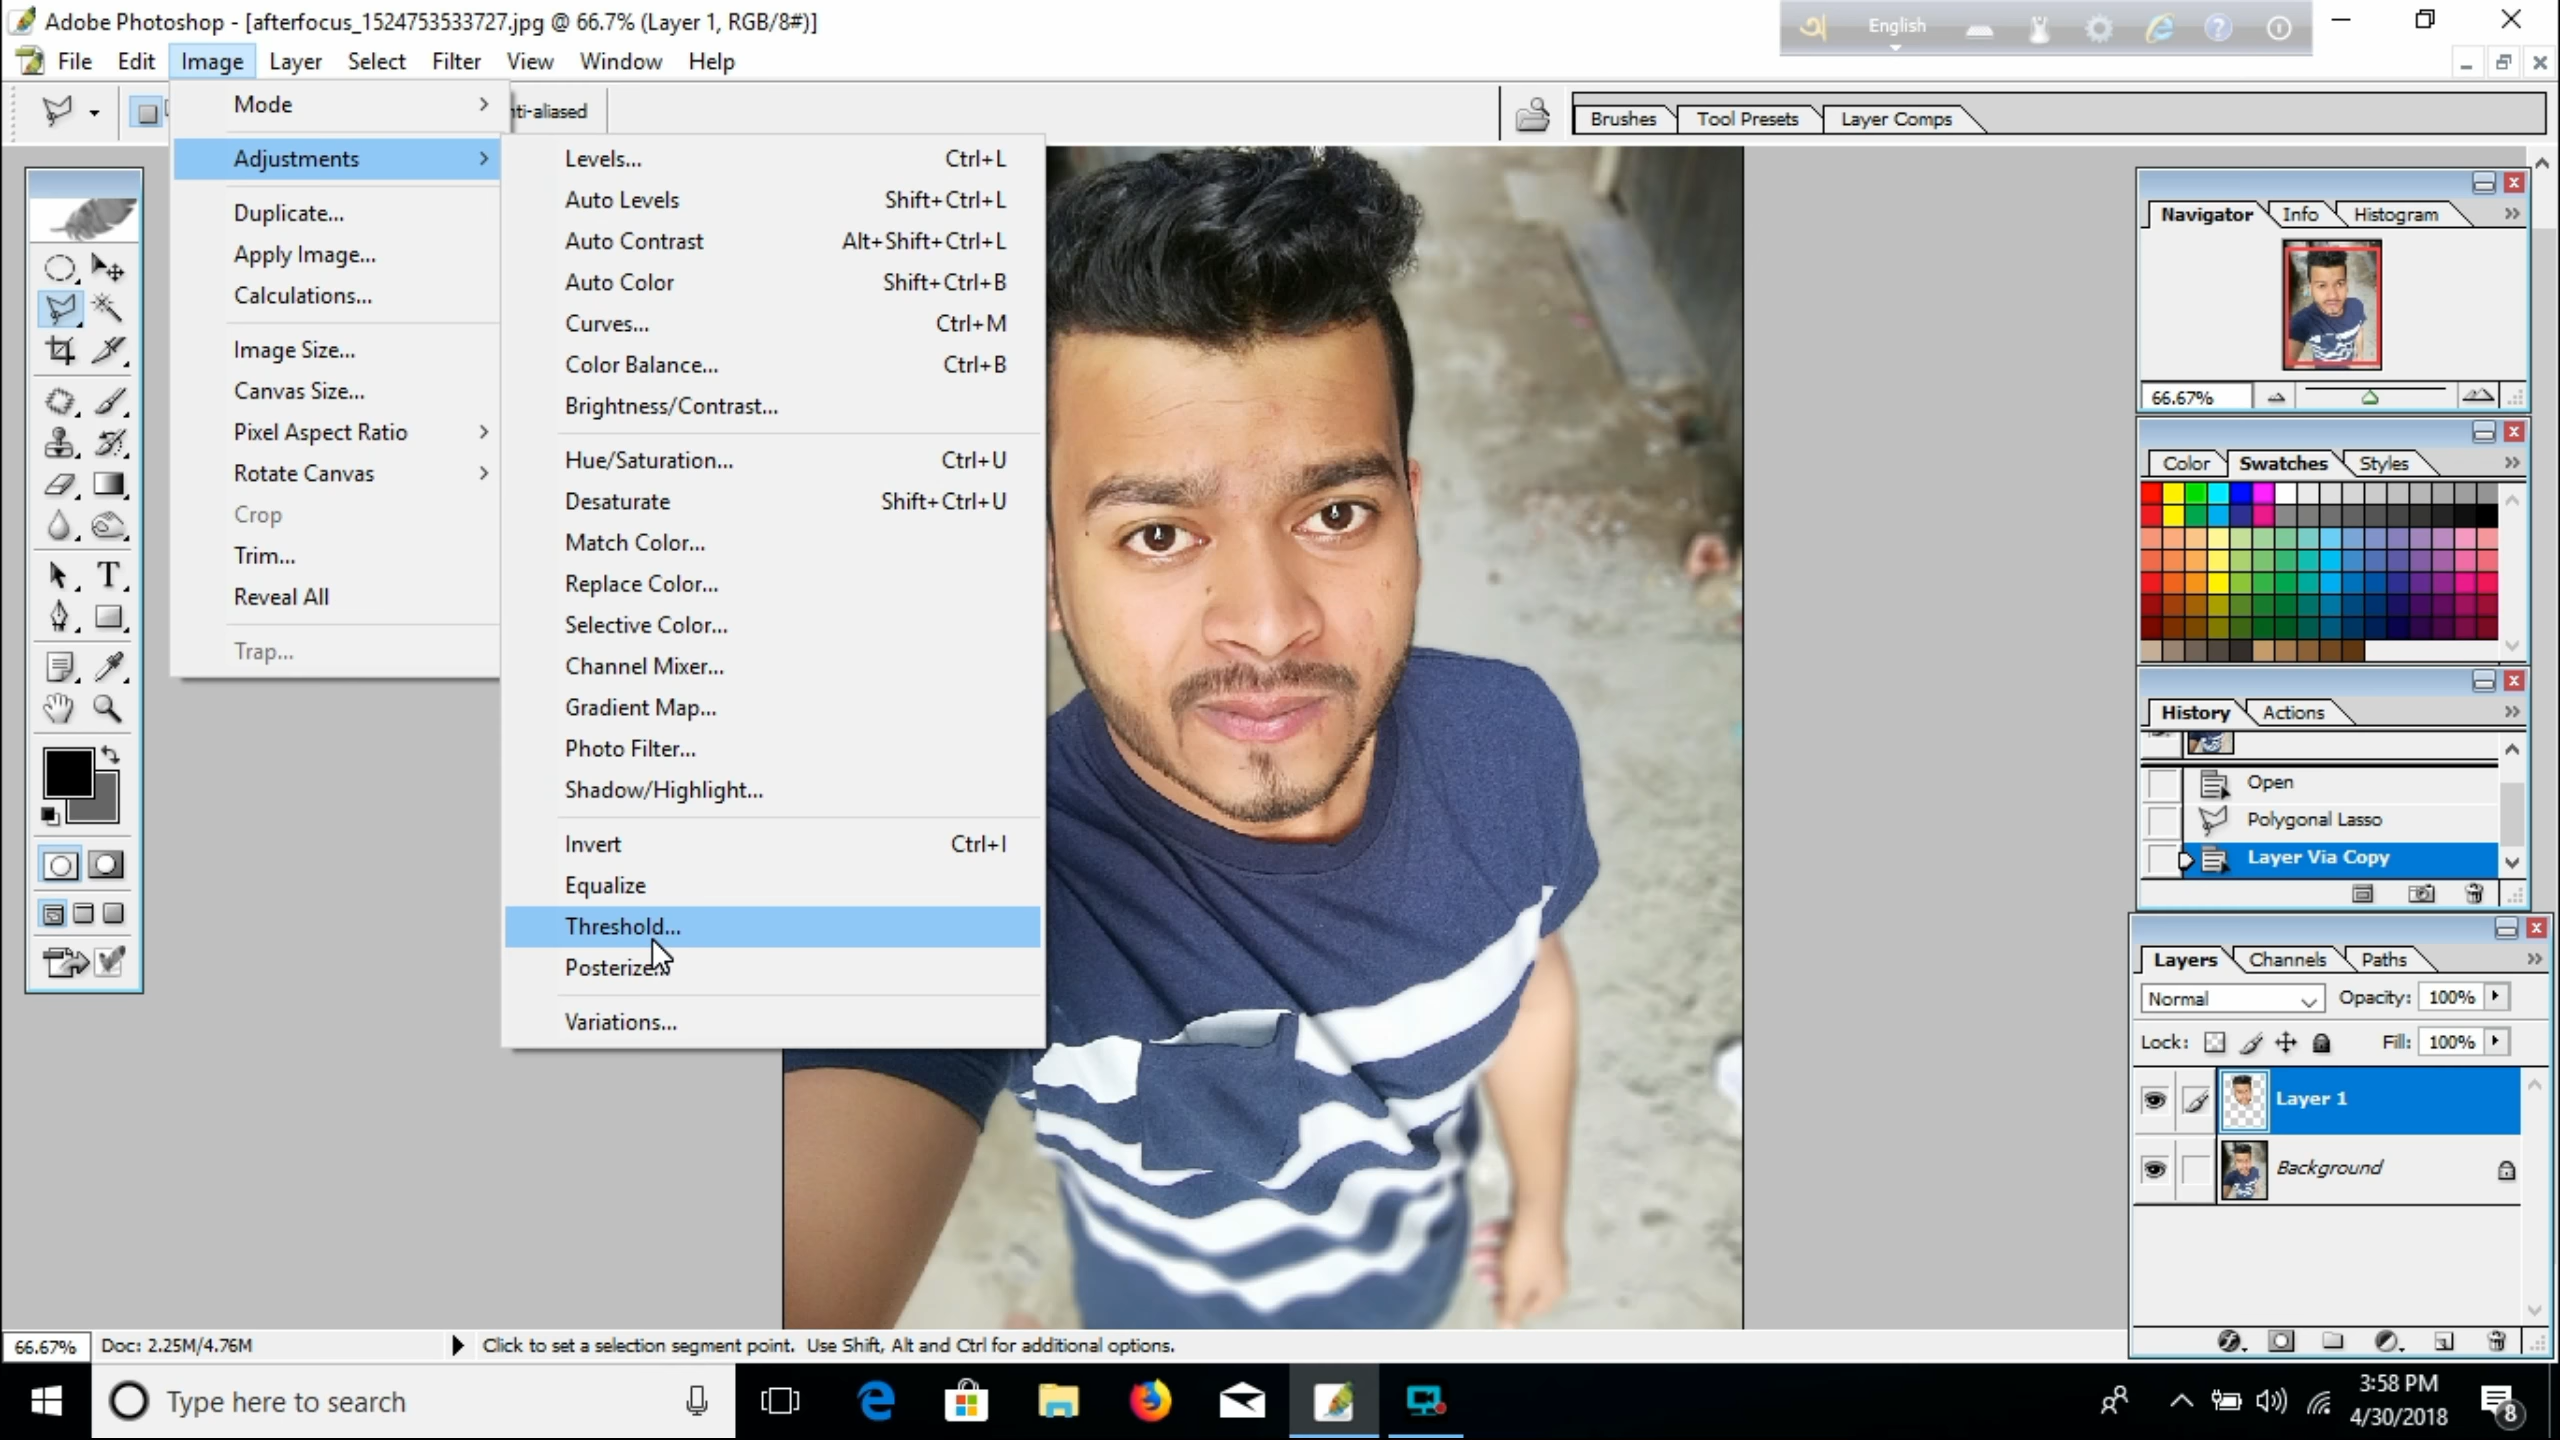 Adobe Photoshop - [afterfocus_1524753533727.jpg @ 66.7% (Layer 1, RGB/8#)]
অ English
File Edit Image Layer Select Filter View Window Help
nti-aliased
Brushes Tool Presets Layer Comps
Mode
Adjustments
Duplicate...
Apply Image...
Calculations...
Image Size...
Canvas Size...
Pixel Aspect Ratio
Rotate Canvas
Crop
Trim...
Reveal All
Trap...
Levels... Ctrl+L
Auto Levels Shift+Ctrl+L
Auto Contrast Alt+Shift+Ctrl+L
Auto Color Shift+Ctrl+B
Curves... Ctrl+M
Color Balance... Ctrl+B
Brightness/Contrast...
Hue/Saturation... Ctrl+U
Desaturate Shift+Ctrl+U
Match Color...
Replace Color...
Selective Color...
Channel Mixer...
Gradient Map...
Photo Filter...
Shadow/Highlight...
Invert Ctrl+I
Equalize
Threshold...
Posterize...
Variations...
Navigator Info Histogram
66.67%
Color Swatches Styles
History Actions
Open
Polygonal Lasso
Layer Via Copy
Layers Channels Paths
Normal Opacity: 100%
Lock: Fill: 100%
Layer 1
Background
66.67% Doc: 2.25M/4.76M Click to set a selection segment point. Use Shift, Alt and Ctrl for additional options.
Type here to search
3:58 PM
4/30/2018
8